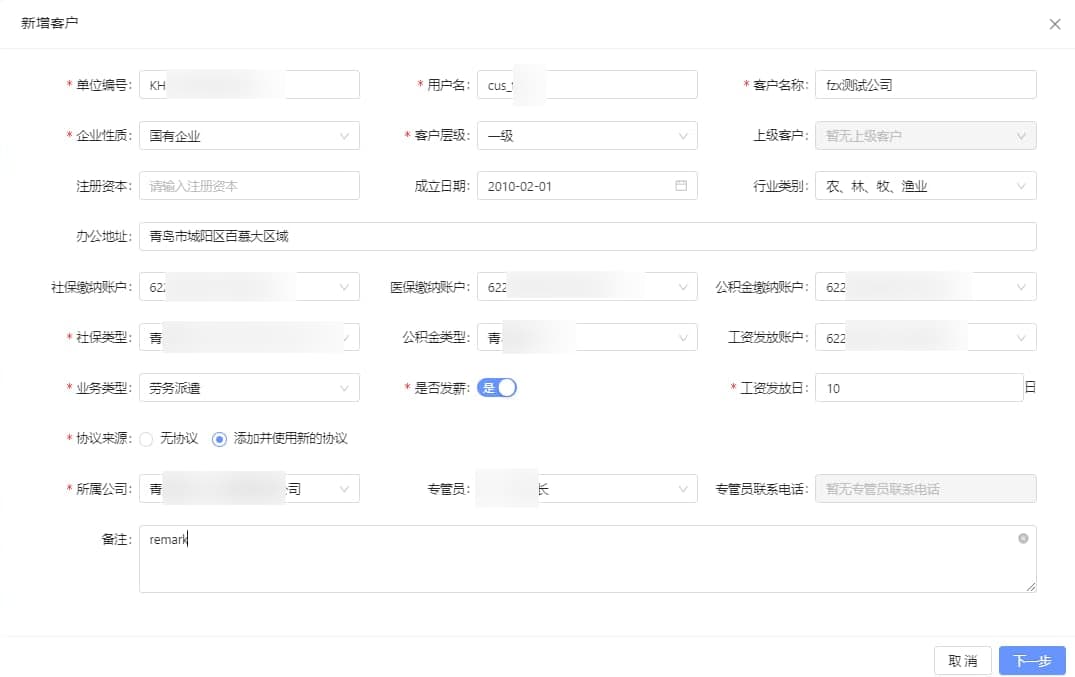 新增客户
* 单位编号: KH * 用户名: cus_ * 客户名称: fzx测试公司
* 企业性质: 国有企业 * 客户层级: 一级 上级客户: 暂无上级客户
注册资本: 请输入注册资本 成立日期: 2010-02-01 行业类别: 农、林、牧、渔业
办公地址: 青岛市城阳区百慕大区域
社保缴纳账户: 622 医保缴纳账户: 622 公积金缴纳账户: 622
* 社保类型: 青 公积金类型: 青 工资发放账户: 622
* 业务类型: 劳务派遣 * 是否发薪: 是 * 工资发放日: 10 日
* 协议来源: 无协议 添加并使用新的协议
* 所属公司: 青 公司 专管员: 长 专管员联系电话: 暂无专管员联系电话
备注: remark
取消 下一步